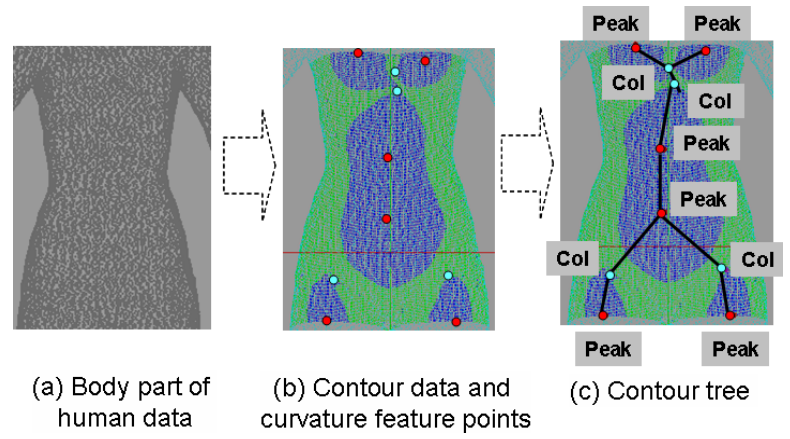 Peak Peak
Col
Col
Peak
Peak
Col Col
Peak Peak
(a) Body part of
human data
(b) Contour data and
curvature feature points
(c) Contour tree